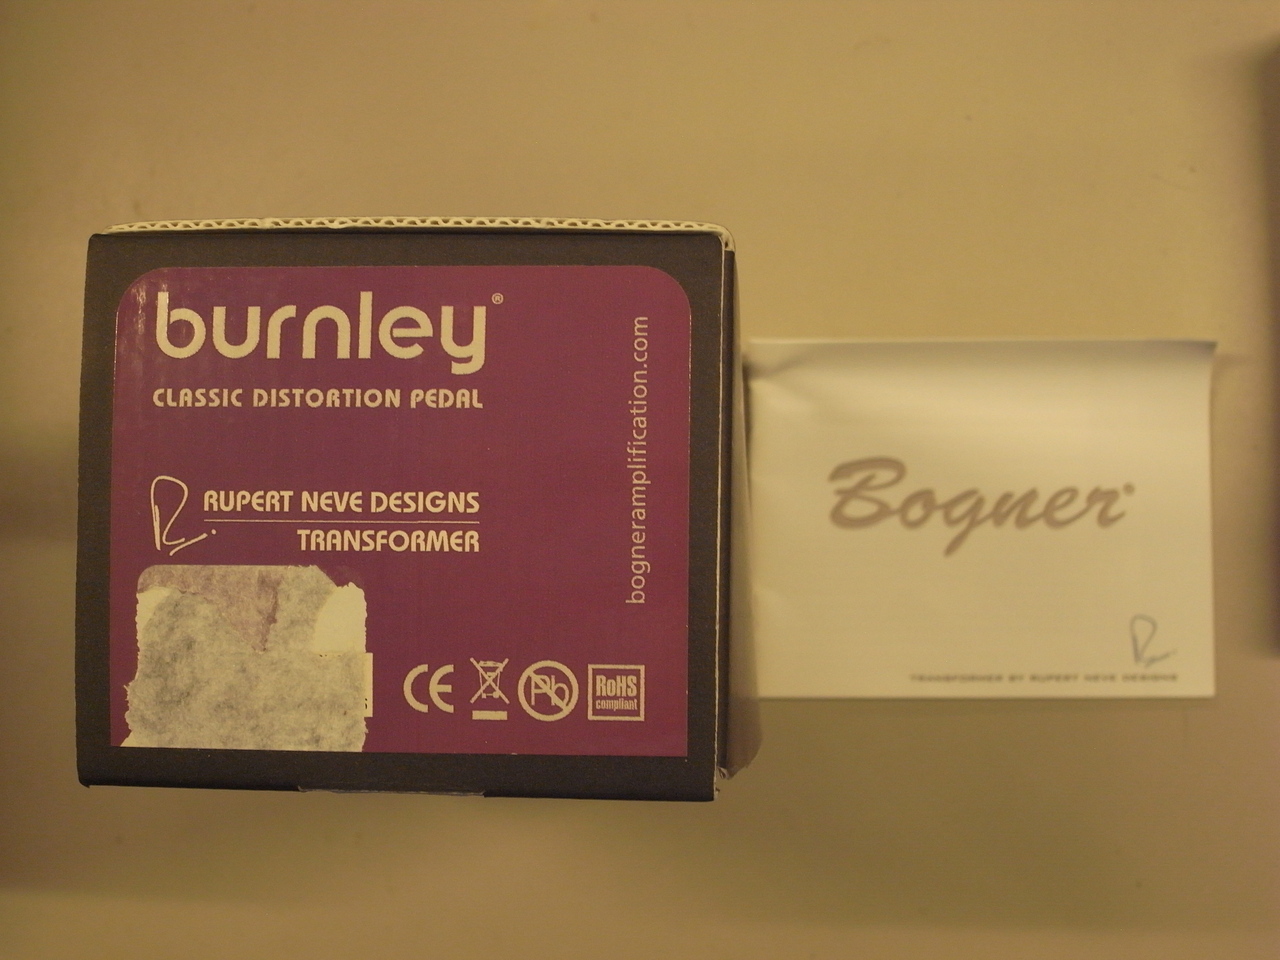 burnley®
CLASSIC DISTORTION PEDAL
RUPERT NEVE DESIGNS
TRANSFORMER
bogneramplification.com
CE
Pb
RoHS
compliant
Bogner
TRANSFORMER BY RUPERT NEVE DESIGNS